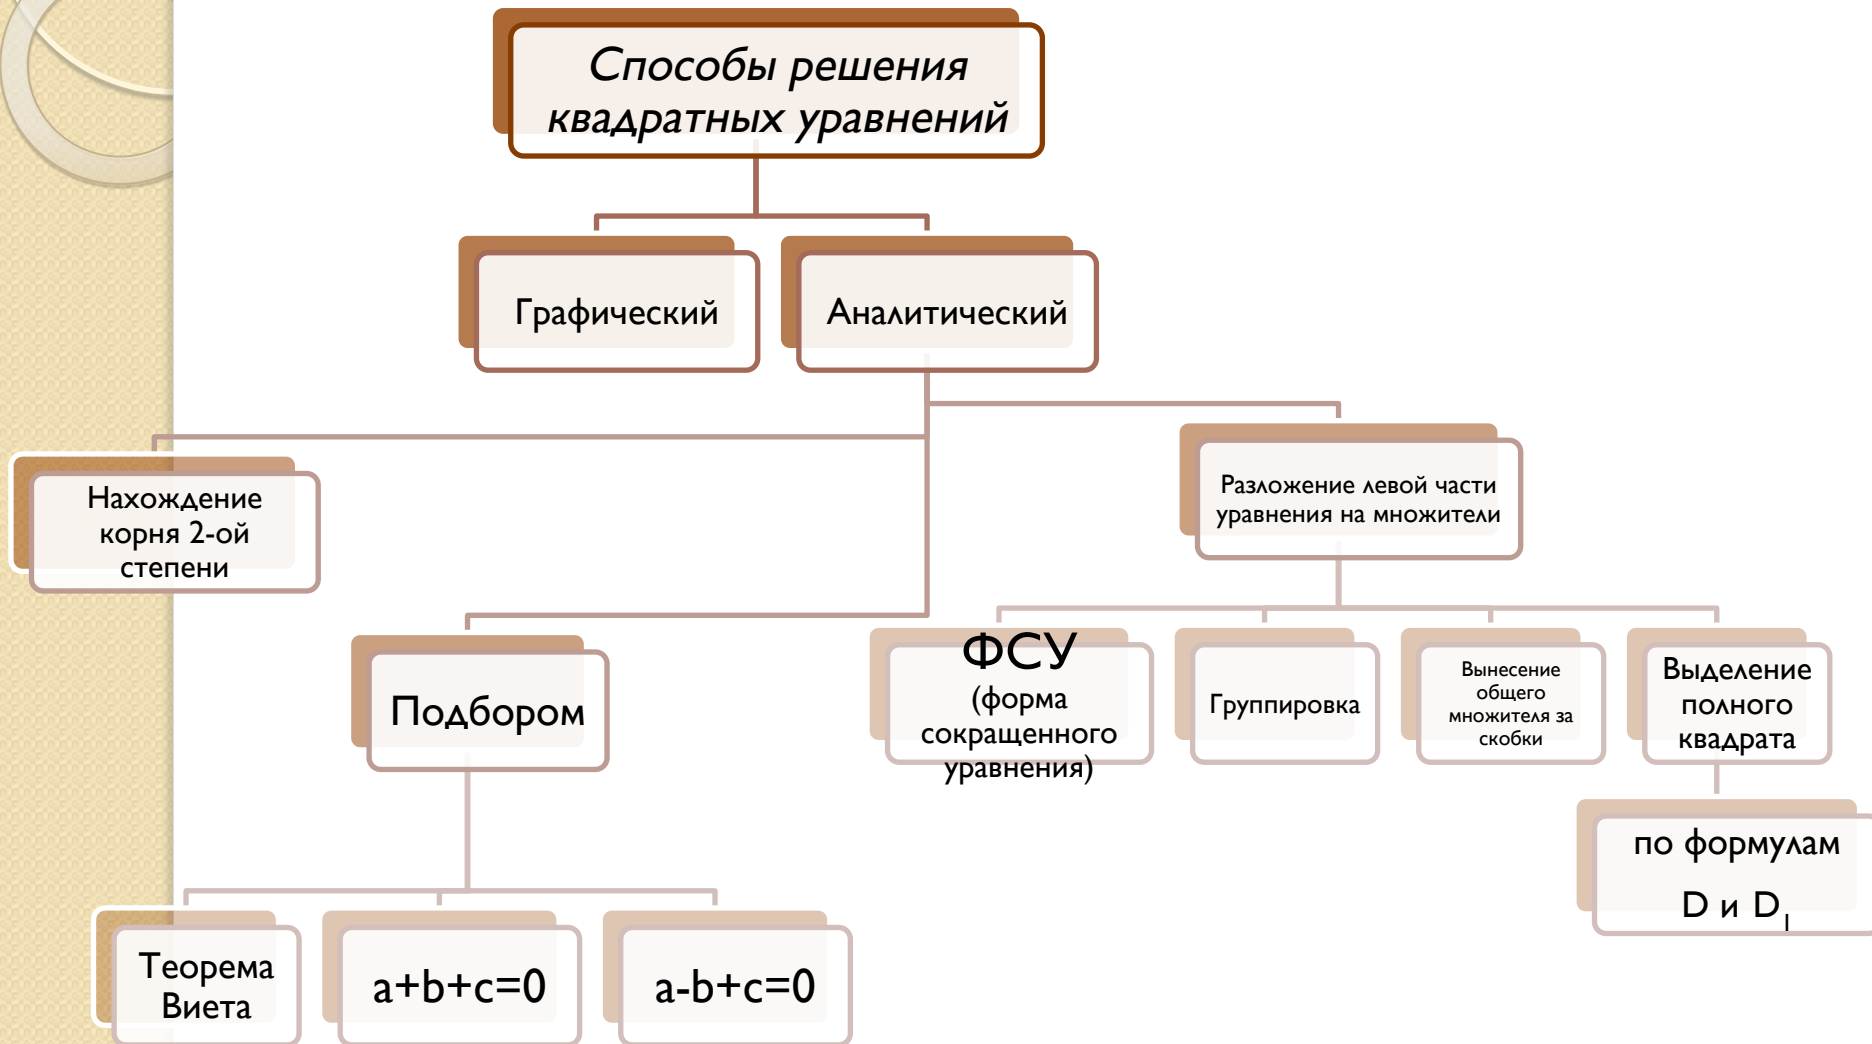 Способы решения
квадратных уравнений
Графический
Аналитический
Нахождение
корня 2-ой
степени
Разложение левой части
уравнения на множители
Подбором
ФСУ
(форма
сокращенного
уравнения)
Группировка
Вынесение
общего
множителя за
скобки
Выделение
полного
квадрата
по формулам
D и D₁
Теорема
Виета
a+b+c=0
a-b+c=0